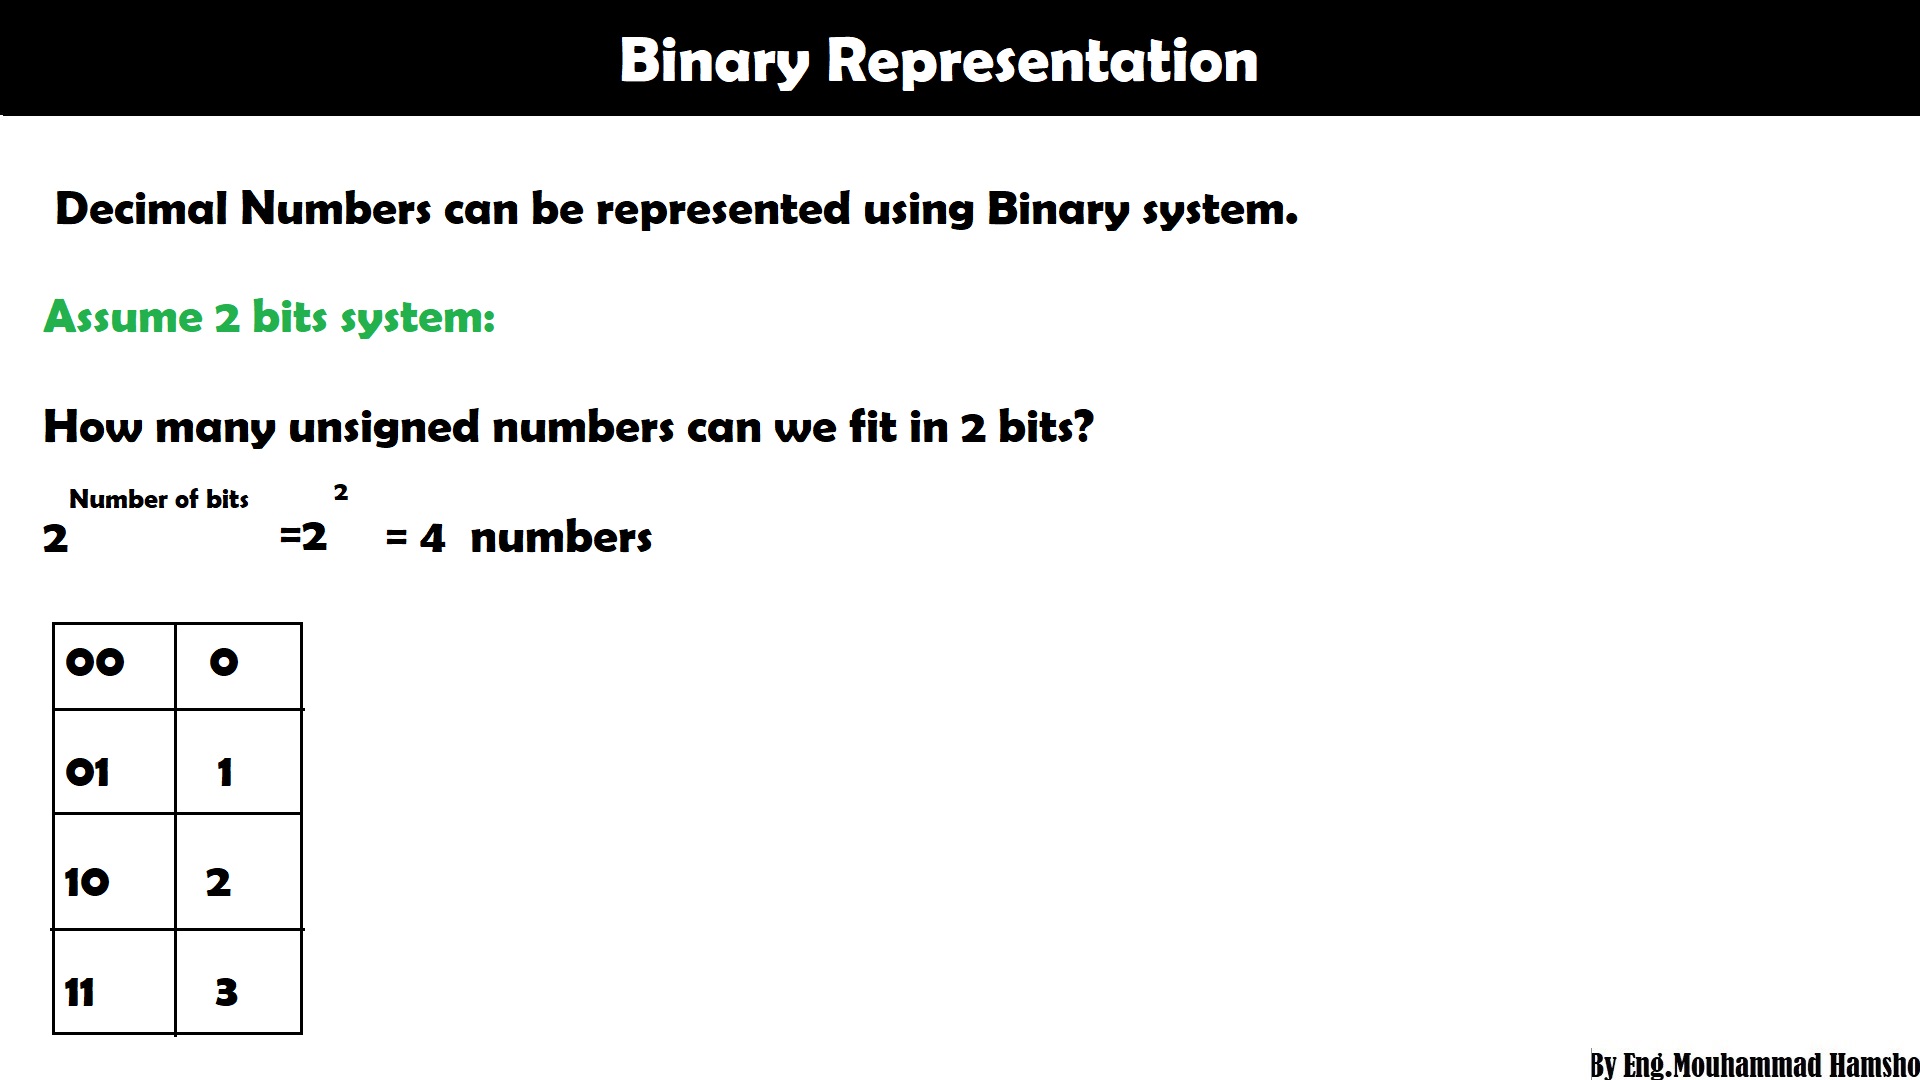 Binary Representation
Decimal Numbers can be represented using Binary system.
Assume 2 bits system:
How many unsigned numbers can we fit in 2 bits?
2 Number of bits =2 2 = 4 numbers
00 0
01 1
10 2
11 3
By Eng.Mouhammad Hamsho